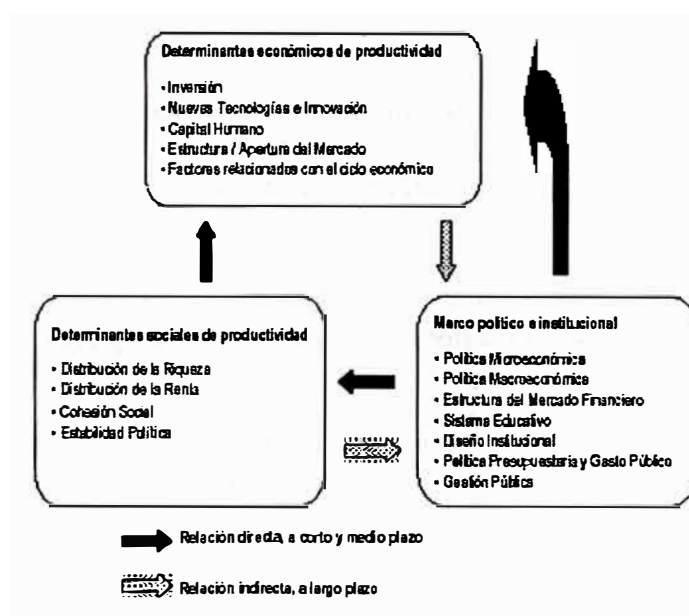 Determinantes económicos de productividad
• Inversión
• Nuevas Tecnologías e Innovación
• Capital Humano
• Estructura / Apertura del Mercado
• Factores relacionados con el ciclo económico
Determinantes sociales de productividad
• Distribución de la Riqueza
• Distribución de la Renta
• Cohesión Social
• Estabilidad Política
Marco político e institucional
• Política Microeconómica
• Política Macroeconómica
• Estructura del Mercado Financiero
• Sistema Educativo
• Diseño Institucional
• Política Presupuestaria y Gasto Público
• Gestión Pública
Relación directa, a corto y medio plazo
Relación indirecta, a largo plazo